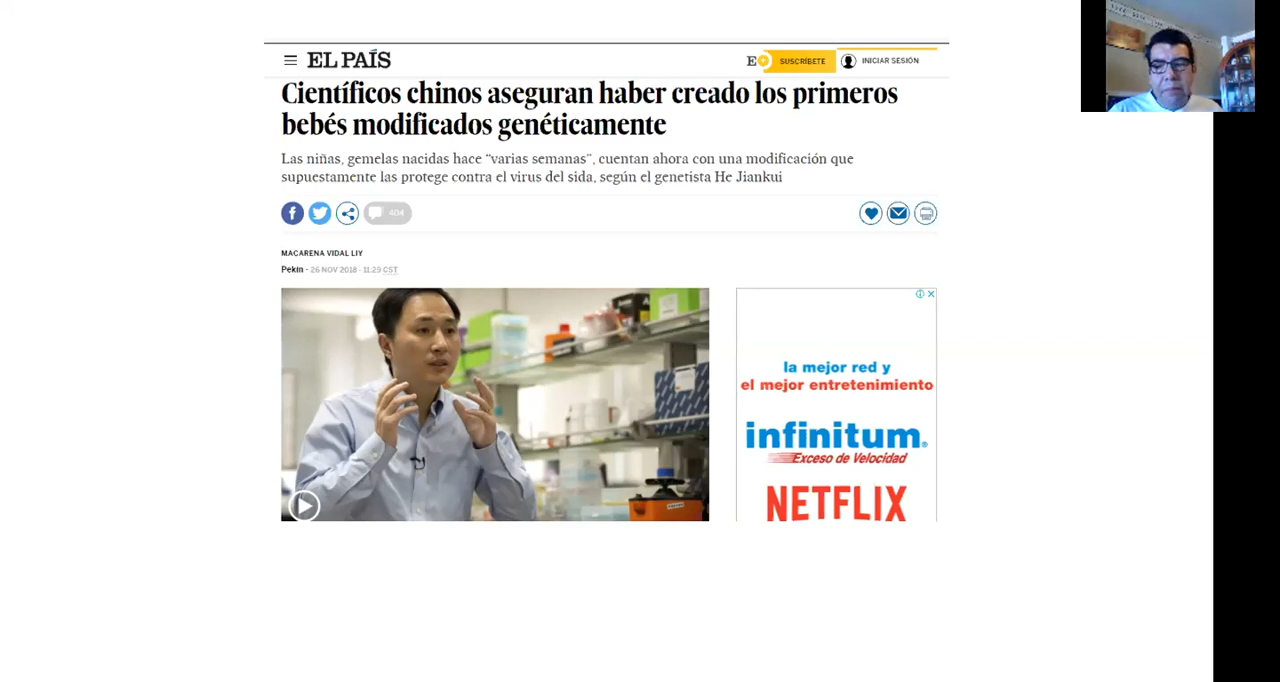 EL PAÍS
E+ SUSCRÍBETE INICIAR SESIÓN
Científicos chinos aseguran haber creado los primeros
bebés modificados genéticamente
Las niñas, gemelas nacidas hace “varias semanas”, cuentan ahora con una modificación que
supuestamente las protege contra el virus del sida, según el genetista He Jiankui
404
MACARENA VIDAL LIY
Pekín - 26 NOV 2018 - 11:29 CST
la mejor red y
el mejor entretenimiento
infinitum®
Exceso de Velocidad
NETFLIX